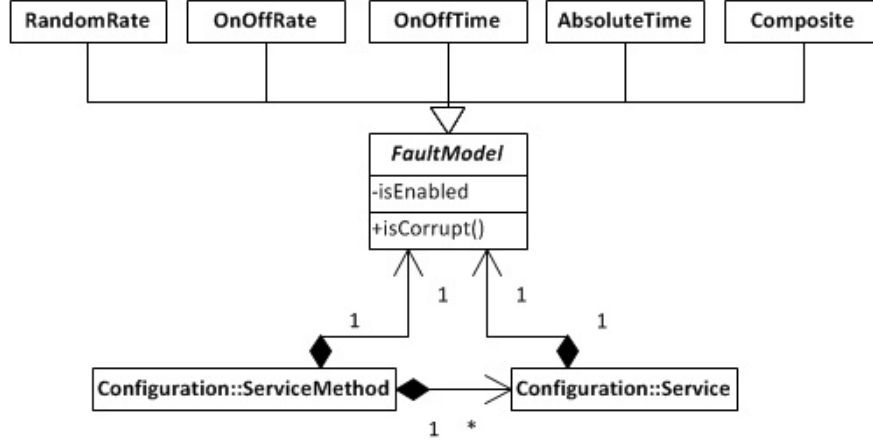 RandomRate
OnOffRate
OnOffTime
AbsoluteTime
Composite
FaultModel
-isEnabled
+isCorrupt()
1
1
1
1
Configuration::ServiceMethod
Configuration::Service
1
*